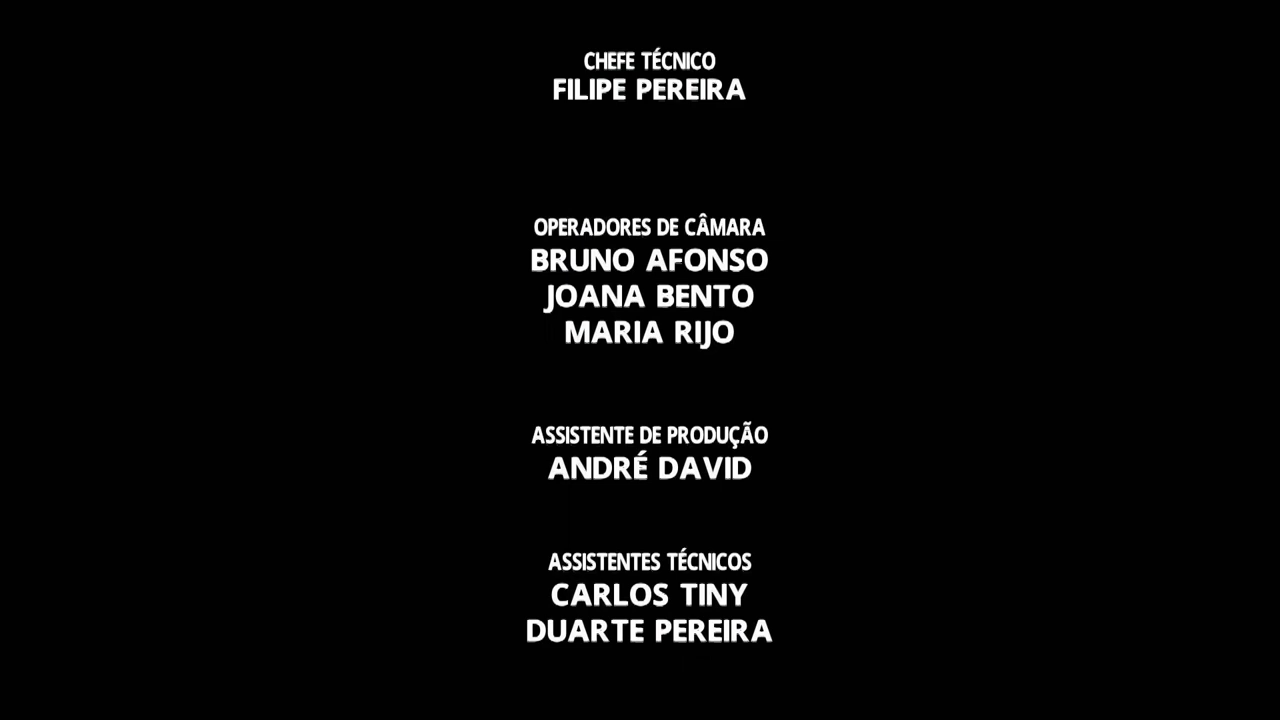 CHEFE TÉCNICO
FILIPE PEREIRA
OPERADORES DE CÂMARA
BRUNO AFONSO
JOANA BENTO
MARIA RIJO
ASSISTENTE DE PRODUÇÃO
ANDRÉ DAVID
ASSISTENTES TÉCNICOS
CARLOS TINY
DUARTE PEREIRA